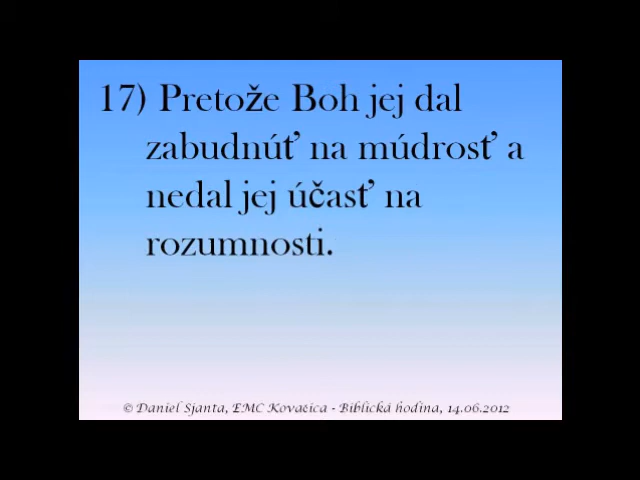 17) Pretože Boh jej dal
zabudnúť na múdrosť a
nedal jej účasť na
rozumnosti.
© Daniel Sjanta, EMC Kovačica - Biblická hodina, 14.06.2012